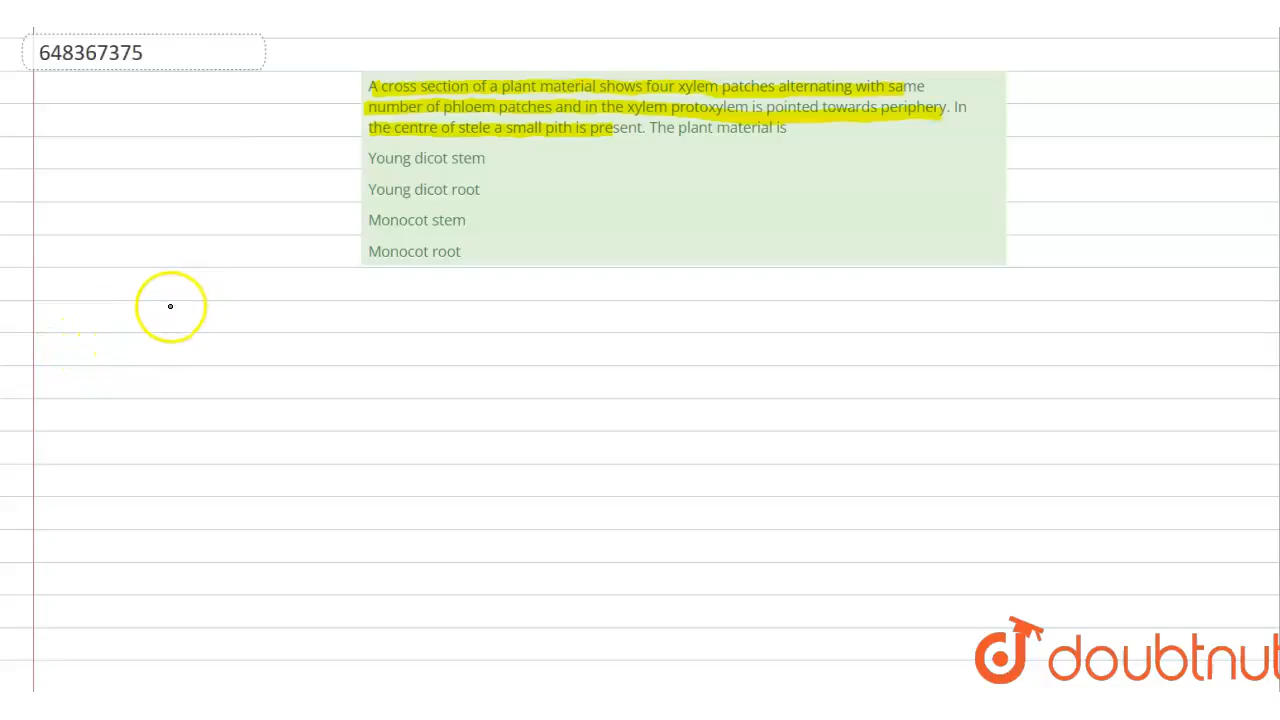 648367375
A cross section of a plant material shows four xylem patches alternating with same
number of phloem patches and in the xylem protoxylem is pointed towards periphery. In
the centre of stele a small pith is present. The plant material is
Young dicot stem
Young dicot root
Monocot stem
Monocot root
doubtnut